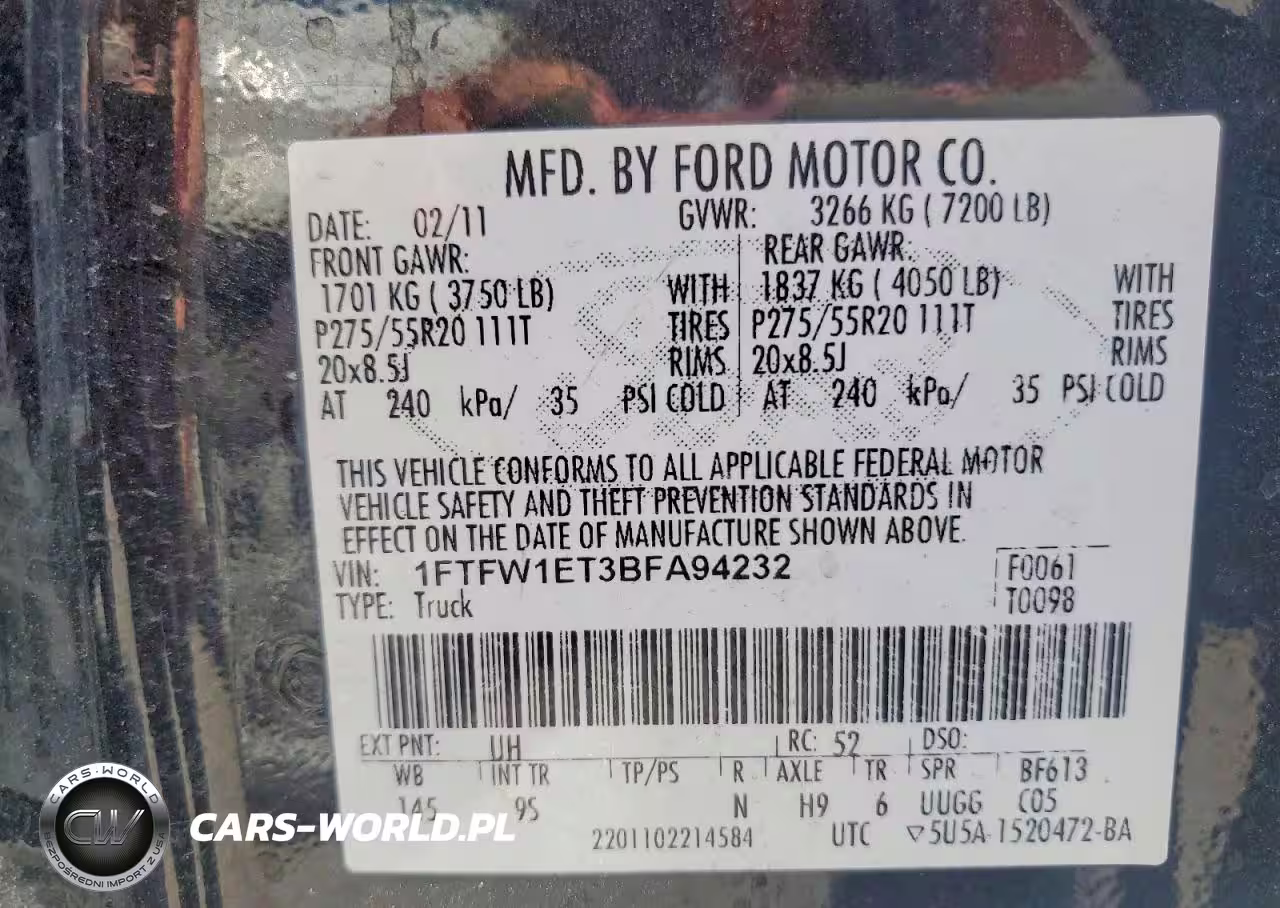 MFD. BY FORD MOTOR CO.
DATE: 02/11 GVWR: 3266 KG ( 7200 LB)
FRONT GAWR: REAR GAWR:
1701 KG ( 3750 LB) WITH 1837 KG ( 4050 LB) WITH
P275/55R20 111T TIRES P275/55R20 111T TIRES
20x8.5J RIMS 20x8.5J RIMS
AT 240 kPa/ 35 PSI COLD AT 240 kPa/ 35 PSI COLD
THIS VEHICLE CONFORMS TO ALL APPLICABLE FEDERAL MOTOR
VEHICLE SAFETY AND THEFT PREVENTION STANDARDS IN
EFFECT ON THE DATE OF MANUFACTURE SHOWN ABOVE.
VIN: 1FTFW1ET3BFA94232 F0061
TYPE: Truck T0098
EXT PNT: UH RC: 52 DSO:
WB INT TR TP/PS R AXLE TR SPR BF613
145 9S N H9 6 UUGG C05
2201102214584 UTC ▽5U5A-1520472-BA
CARS-WORLD
CW
BEZPOŚREDNI IMPORT Z USA
CARS-WORLD.PL